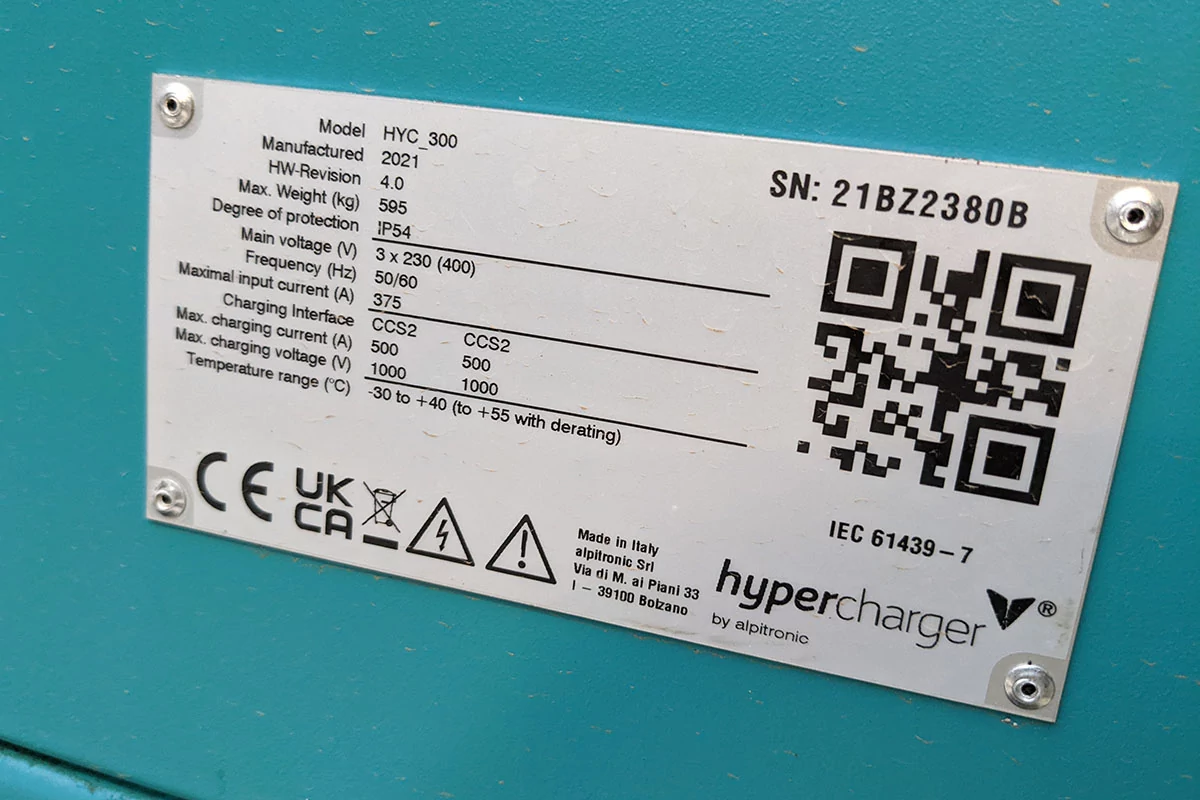 Model HYC_300
Manufactured 2021
HW-Revision 4.0
Max. Weight (kg) 595
Degree of protection IP54
Main voltage (V) 3 x 230 (400)
Frequency (Hz) 50/60
Maximal input current (A) 375
Charging Interface CCS2 CCS2
Max. charging current (A) 500 500
Max. charging voltage (V) 1000 1000
Temperature range (°C) -30 to +40 (to +55 with derating)
SN: 21BZ2380B
IEC 61439-7
CE
UK
CA
Made in Italy
alpitronic Srl
Via di M. ai Piani 33
I - 39100 Bolzano
hypercharger ®
by alpitronic